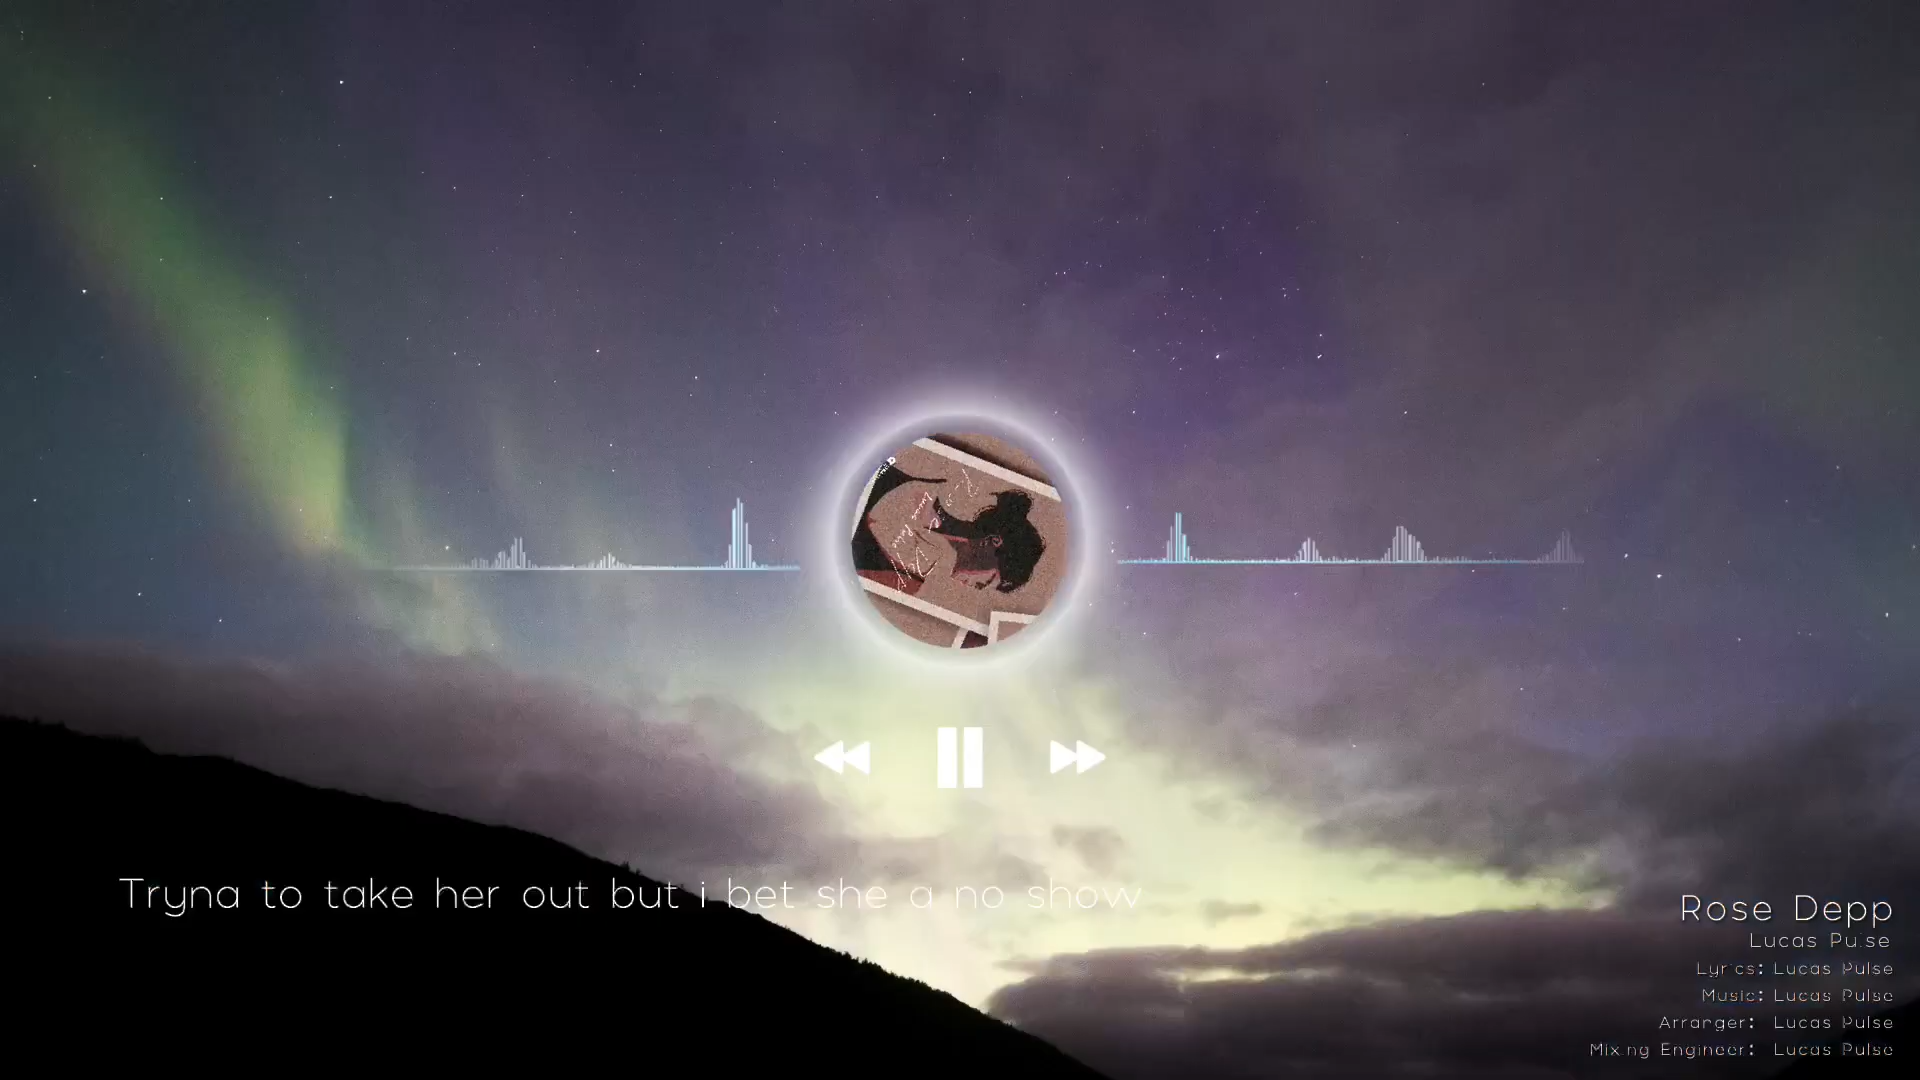 Tryna to take her out but i bet she a no show
Rose Depp
Lucas Pulse
Lyrics: Lucas Pulse
Music: Lucas Pulse
Arranger: Lucas Pulse
Mixing Engineer: Lucas Pulse